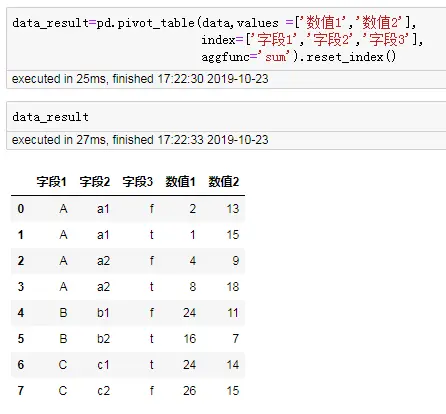 data_result=pd.pivot_table(data,values =['数值1','数值2'],
index=['字段1','字段2','字段3'],
aggfunc='sum').reset_index()
executed in 25ms, finished 17:22:30 2019-10-23
data_result
executed in 27ms, finished 17:22:33 2019-10-23
字段1 字段2 字段3 数值1 数值2
0 A a1 f 2 13
1 A a1 t 1 15
2 A a2 f 4 9
3 A a2 t 8 18
4 B b1 f 24 11
5 B b2 t 16 7
6 C c1 t 24 14
7 C c2 f 26 15